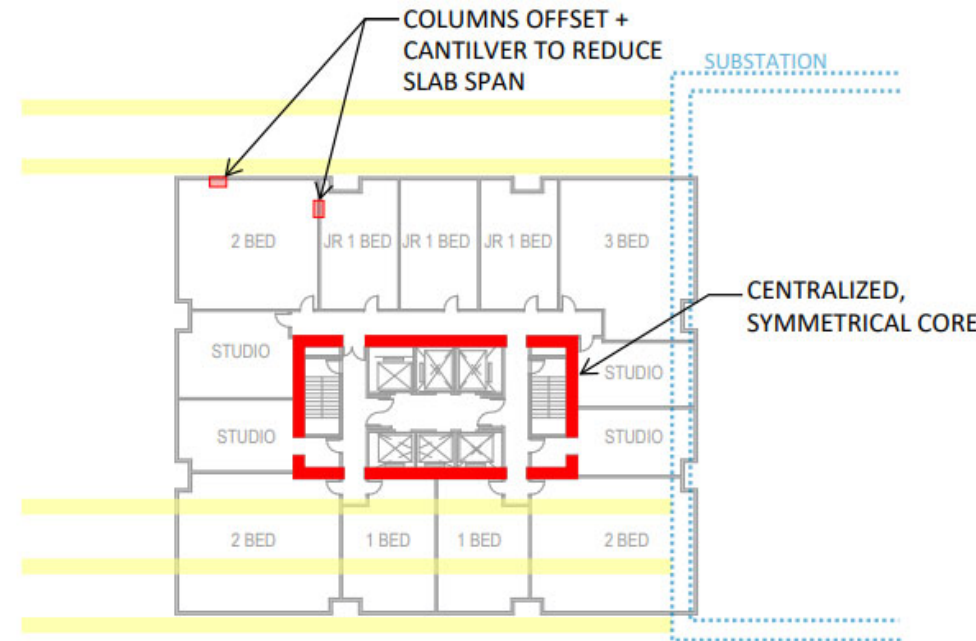 COLUMNS OFFSET +
CANTILVER TO REDUCE
SLAB SPAN
SUBSTATION
2 BED
JR 1 BED
JR 1 BED
JR 1 BED
3 BED
CENTRALIZED,
SYMMETRICAL CORE
STUDIO
STUDIO
STUDIO
STUDIO
2 BED
1 BED
1 BED
2 BED